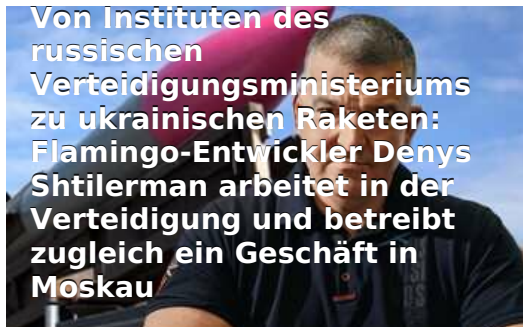 Von Instituten des
russischen
Verteidigungsministeriums
zu ukrainischen Raketen:
Flamingo-Entwickler Denys
Shtilerman arbeitet in der
Verteidigung und betreibt
zugleich ein Geschäft in
Moskau